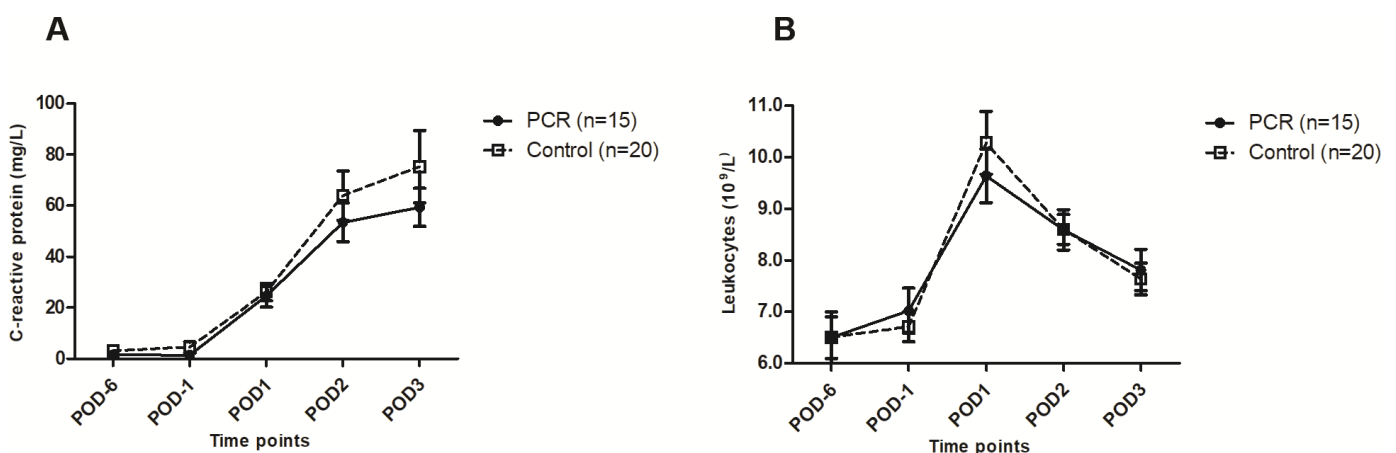 A
C-reactive protein (mg/L)
100
80
60
40
20
0
POD-6
POD-1
POD1
POD2
POD3
Time points
PCR (n=15)
Control (n=20)
B
Leukocytes (10⁹/L)
11.0
10.0
9.0
8.0
7.0
6.0
POD-6
POD-1
POD1
POD2
POD3
Time points
PCR (n=15)
Control (n=20)